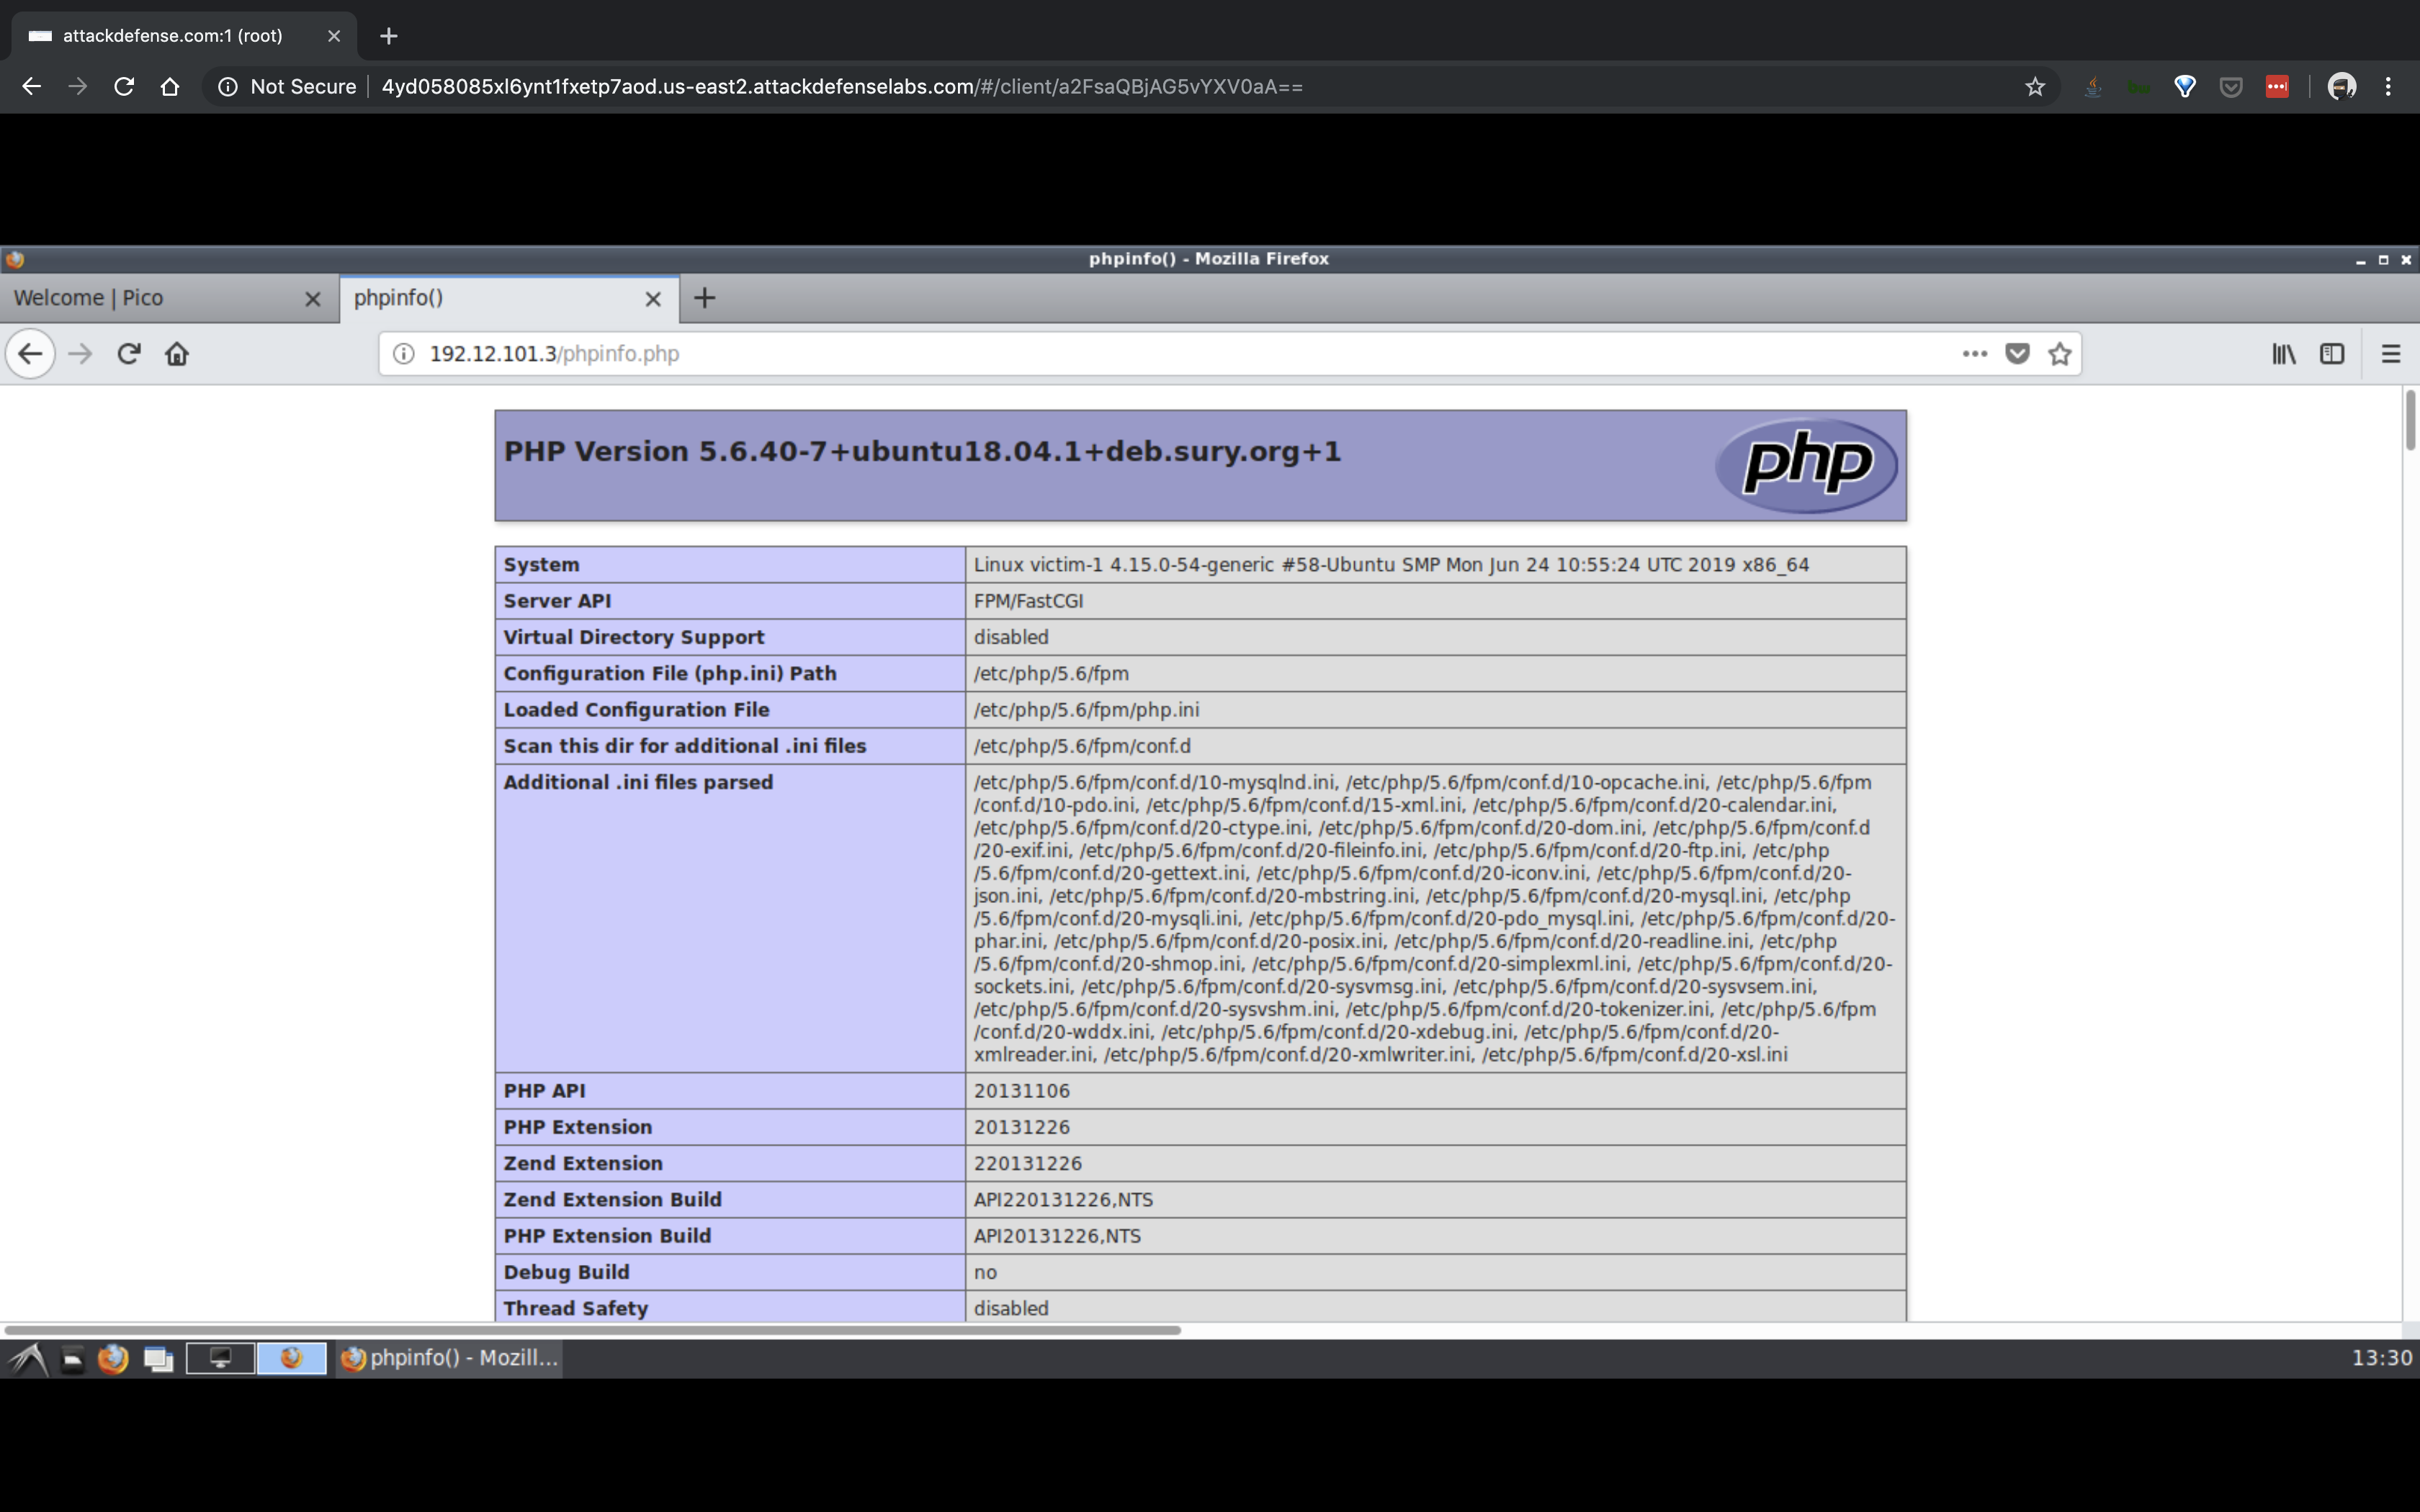 attackdefense.com:1 (root)
Not Secure | 4yd058085xl6ynt1fxetp7aod.us-east2.attackdefenselabs.com/#/client/a2FsaQBjAG5vYXV0aA==
phpinfo() - Mozilla Firefox
Welcome | Pico
phpinfo()
192.12.101.3/phpinfo.php
PHP Version 5.6.40-7+ubuntu18.04.1+deb.sury.org+1
php
System Linux victim-1 4.15.0-54-generic #58-Ubuntu SMP Mon Jun 24 10:55:24 UTC 2019 x86_64
Server API FPM/FastCGI
Virtual Directory Support disabled
Configuration File (php.ini) Path /etc/php/5.6/fpm
Loaded Configuration File /etc/php/5.6/fpm/php.ini
Scan this dir for additional .ini files /etc/php/5.6/fpm/conf.d
Additional .ini files parsed /etc/php/5.6/fpm/conf.d/10-mysqlnd.ini, /etc/php/5.6/fpm/conf.d/10-opcache.ini, /etc/php/5.6/fpm
/conf.d/10-pdo.ini, /etc/php/5.6/fpm/conf.d/15-xml.ini, /etc/php/5.6/fpm/conf.d/20-calendar.ini,
/etc/php/5.6/fpm/conf.d/20-ctype.ini, /etc/php/5.6/fpm/conf.d/20-dom.ini, /etc/php/5.6/fpm/conf.d
/20-exif.ini, /etc/php/5.6/fpm/conf.d/20-fileinfo.ini, /etc/php/5.6/fpm/conf.d/20-ftp.ini, /etc/php
/5.6/fpm/conf.d/20-gettext.ini, /etc/php/5.6/fpm/conf.d/20-iconv.ini, /etc/php/5.6/fpm/conf.d/20-
json.ini, /etc/php/5.6/fpm/conf.d/20-mbstring.ini, /etc/php/5.6/fpm/conf.d/20-mysql.ini, /etc/php
/5.6/fpm/conf.d/20-mysqli.ini, /etc/php/5.6/fpm/conf.d/20-pdo_mysql.ini, /etc/php/5.6/fpm/conf.d/20-
phar.ini, /etc/php/5.6/fpm/conf.d/20-posix.ini, /etc/php/5.6/fpm/conf.d/20-readline.ini, /etc/php
/5.6/fpm/conf.d/20-shmop.ini, /etc/php/5.6/fpm/conf.d/20-simplexml.ini, /etc/php/5.6/fpm/conf.d/20-
sockets.ini, /etc/php/5.6/fpm/conf.d/20-sysvmsg.ini, /etc/php/5.6/fpm/conf.d/20-sysvsem.ini,
/etc/php/5.6/fpm/conf.d/20-sysvshm.ini, /etc/php/5.6/fpm/conf.d/20-tokenizer.ini, /etc/php/5.6/fpm
/conf.d/20-wddx.ini, /etc/php/5.6/fpm/conf.d/20-xdebug.ini, /etc/php/5.6/fpm/conf.d/20-
xmlreader.ini, /etc/php/5.6/fpm/conf.d/20-xmlwriter.ini, /etc/php/5.6/fpm/conf.d/20-xsl.ini
PHP API 20131106
PHP Extension 20131226
Zend Extension 220131226
Zend Extension Build API220131226,NTS
PHP Extension Build API20131226,NTS
Debug Build no
Thread Safety disabled
phpinfo() - Mozill...
13:30